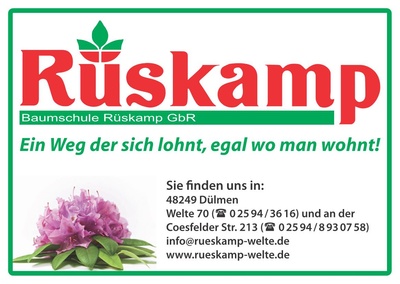 Rüskamp
Baumschule Rüskamp GbR
Ein Weg der sich lohnt, egal wo man wohnt!
Sie finden uns in:
48249 Dülmen
Welte 70 (☎ 0 25 94 / 36 16) und an der
Coesfelder Str. 213 (☎ 0 25 94 / 8 93 07 58)
info@rueskamp-welte.de
www.rueskamp-welte.de